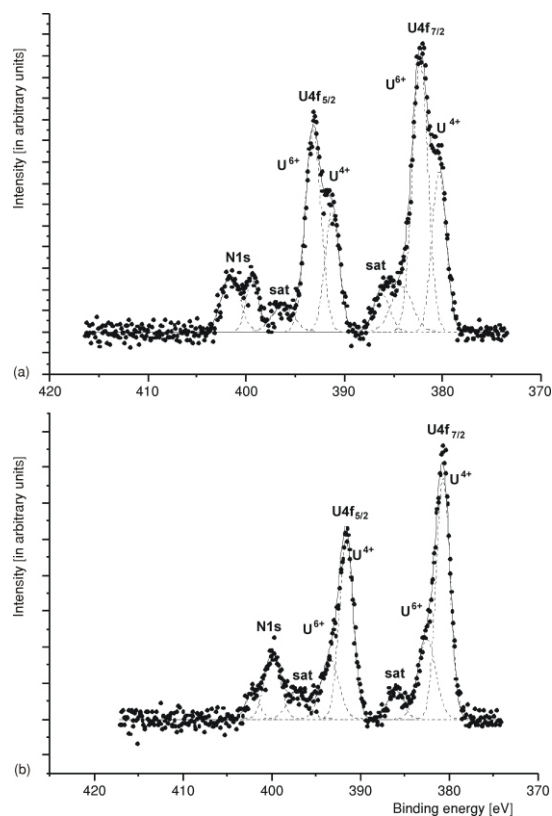 U4f7/2
U6+
U4f5/2
U4+
U6+
U4+
N1s
sat
sat
Intensity [in arbitrary units]
(a)
420 410 400 390 380 370
U4f7/2
U4+
U4f5/2
U4+
U6+
U6+
N1s
sat
sat
Intensity [in arbitrary units]
(b)
420 410 400 390 380 370
Binding energy [eV]